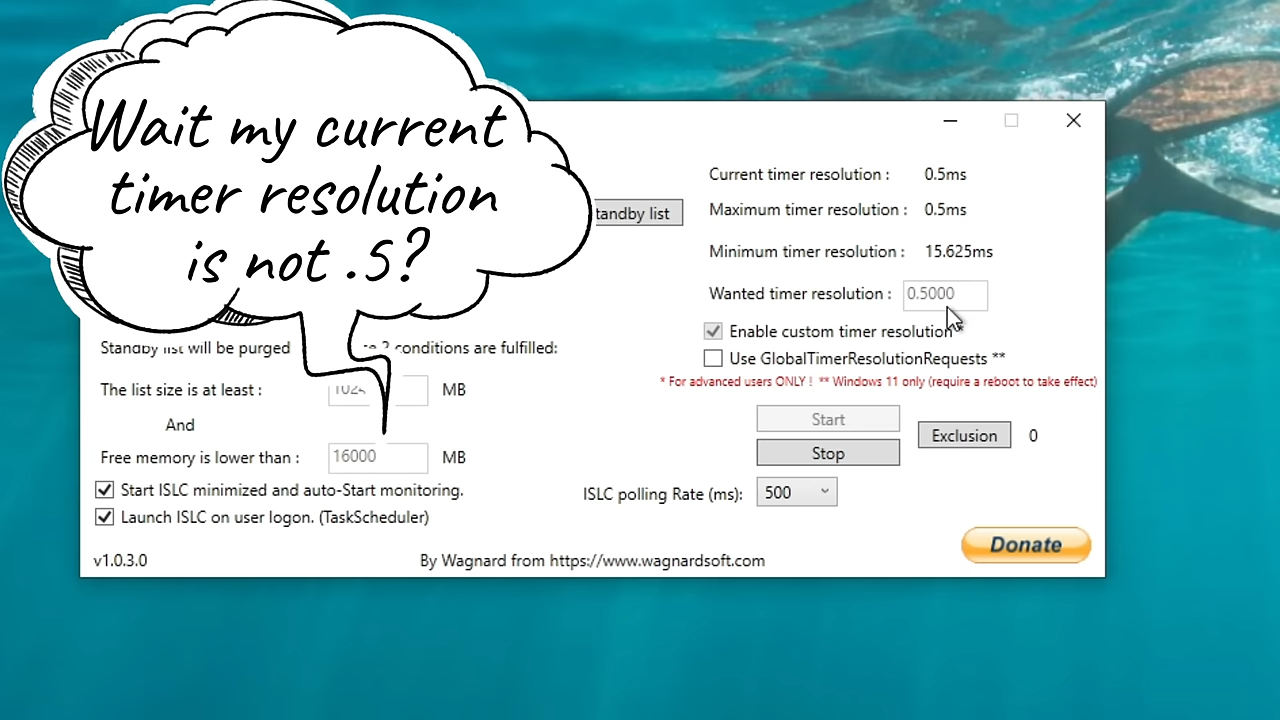 Wait my current
timer resolution
is not .5?
tandby list
Current timer resolution : 0.5ms
Maximum timer resolution : 0.5ms
Minimum timer resolution : 15.625ms
Wanted timer resolution : 0.5000
Enable custom timer resolution
Use GlobalTimerResolutionRequests **
* For advanced users ONLY ! ** Windows 11 only (require a reboot to take effect)
Standby list will be purged 2 conditions are fulfilled:
The list size is at least : MB
And
Free memory is lower than : 16000 MB
Start ISLC minimized and auto-Start monitoring.
Launch ISLC on user logon. (TaskScheduler)
Start
Stop
Exclusion 0
ISLC polling Rate (ms): 500
Donate
v1.0.3.0
By Wagnard from https://www.wagnardsoft.com